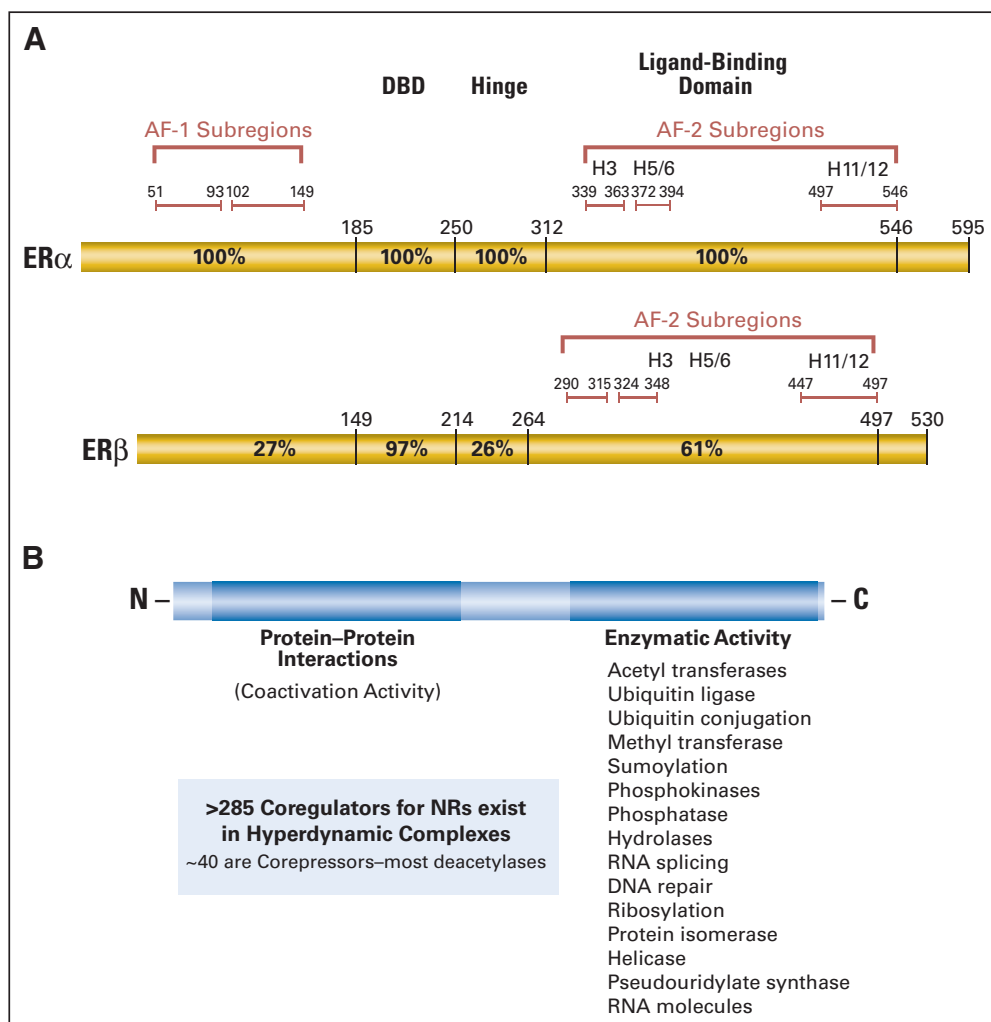 A
DBD Hinge Ligand-Binding
Domain
AF-1 Subregions AF-2 Subregions
H3 H5/6 H11/12
51 93 102 149 339 363 372 394 497 546
185 250 312 546 595
ERα 100% 100% 100% 100%
AF-2 Subregions
H3 H5/6 H11/12
290 315 324 348 447 497
149 214 264 497 530
ERβ 27% 97% 26% 61%
B
N – – C
Protein–Protein
Interactions
(Coactivation Activity)
>285 Coregulators for NRs exist
in Hyperdynamic Complexes
~40 are Corepressors–most deacetylases
Enzymatic Activity
Acetyl transferases
Ubiquitin ligase
Ubiquitin conjugation
Methyl transferase
Sumoylation
Phosphokinases
Phosphatase
Hydrolases
RNA splicing
DNA repair
Ribosylation
Protein isomerase
Helicase
Pseudouridylate synthase
RNA molecules